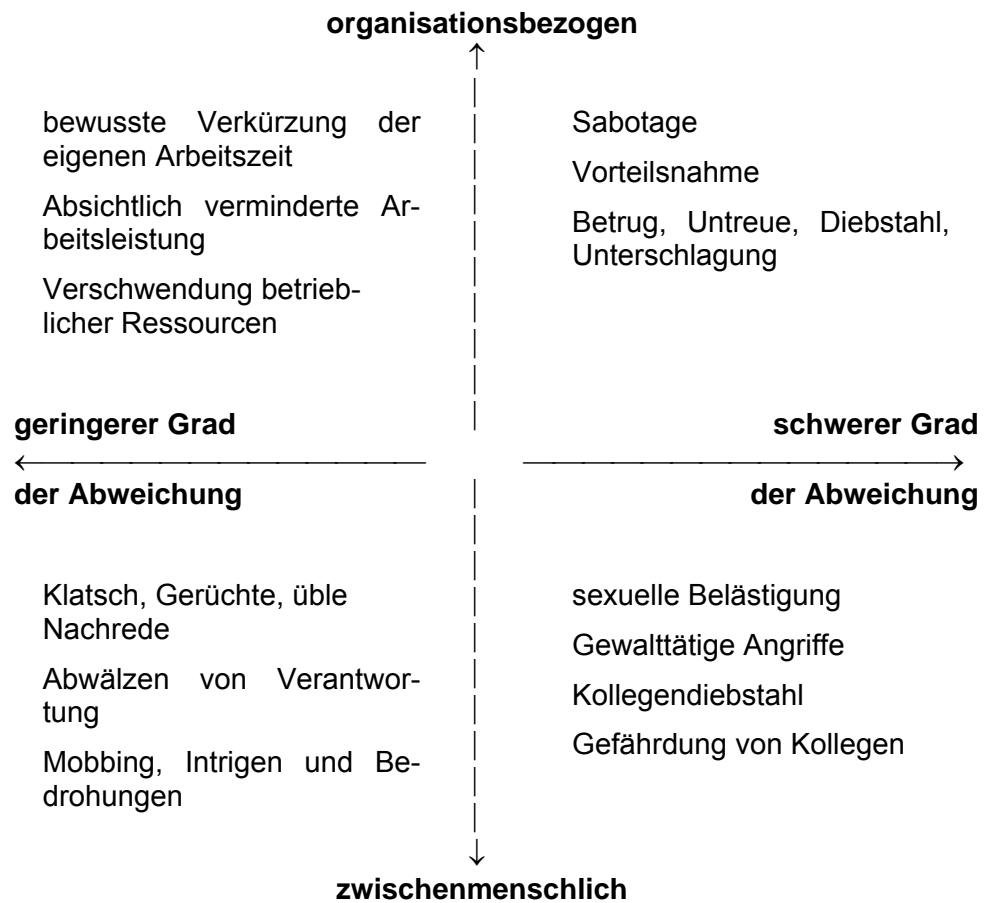 organisationsbezogen
bewusste Verkürzung der
eigenen Arbeitszeit
Absichtlich verminderte Ar-
beitsleistung
Verschwendung betrieb-
licher Ressourcen
Sabotage
Vorteilsnahme
Betrug, Untreue, Diebstahl,
Unterschlagung
geringerer Grad
der Abweichung
schwerer Grad
der Abweichung
Klatsch, Gerüchte, üble
Nachrede
Abwälzen von Verantwor-
tung
Mobbing, Intrigen und Be-
drohungen
sexuelle Belästigung
Gewalttätige Angriffe
Kollegendiebstahl
Gefährdung von Kollegen
zwischenmenschlich